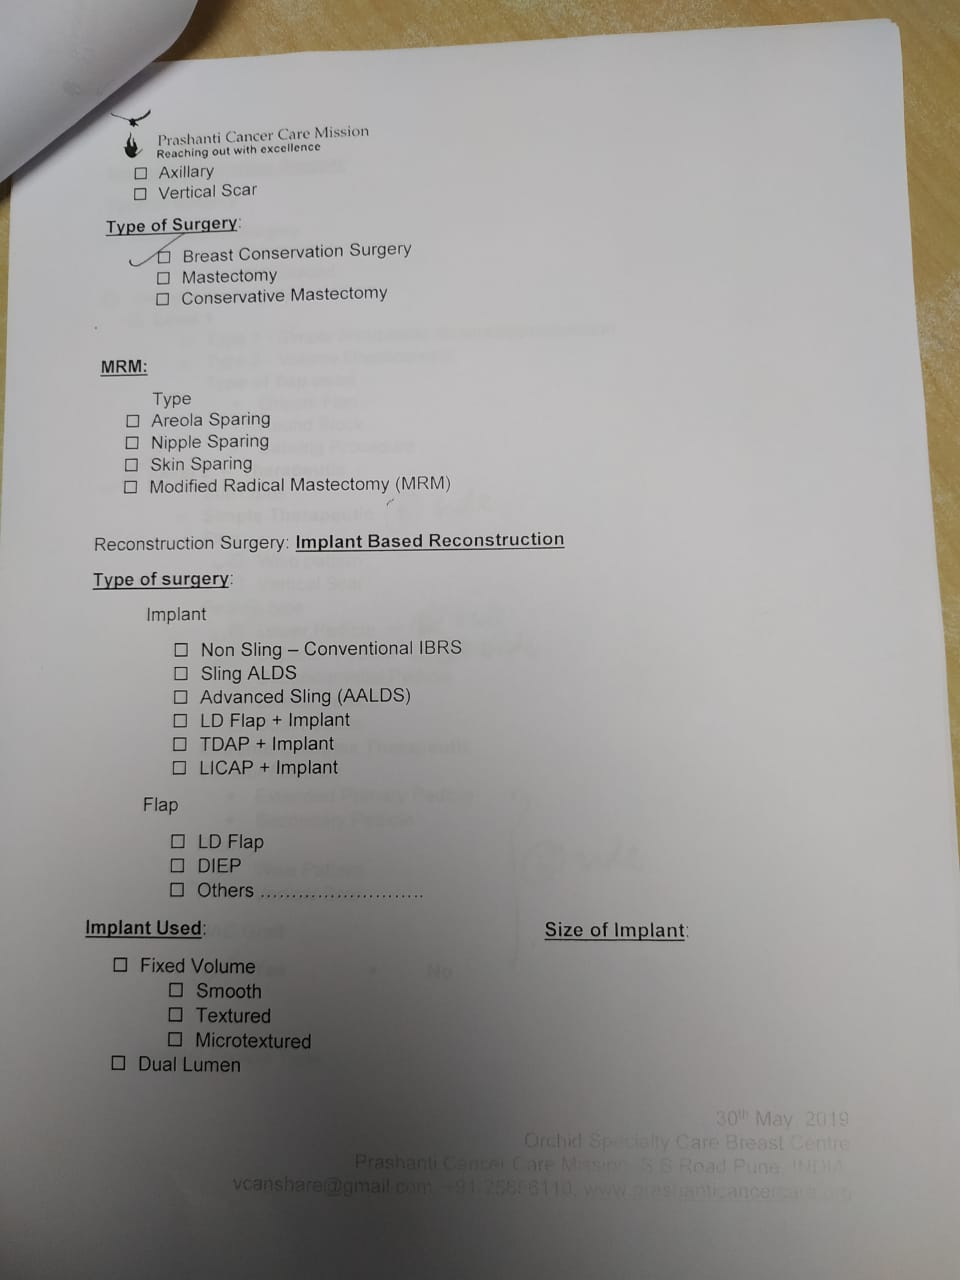 Prashanti Cancer Care Mission
Reaching out with excellence
☐ Axillary
☐ Vertical Scar
Type of Surgery:
☐ Breast Conservation Surgery
☐ Mastectomy
☐ Conservative Mastectomy
MRM:
Type
☐ Areola Sparing
☐ Nipple Sparing
☐ Skin Sparing
☐ Modified Radical Mastectomy (MRM)
Reconstruction Surgery: Implant Based Reconstruction
Type of surgery:
Implant
☐ Non Sling – Conventional IBRS
☐ Sling ALDS
☐ Advanced Sling (AALDS)
☐ LD Flap + Implant
☐ TDAP + Implant
☐ LICAP + Implant
Flap
☐ LD Flap
☐ DIEP
☐ Others ..........................
Implant Used:
Size of Implant:
☐ Fixed Volume
☐ Smooth
☐ Textured
☐ Microtextured
☐ Dual Lumen
30th May 2019
Orchid Specialty Care Breast Centre
Prashanti Cancer Care Mission, S B Road Pune, INDIA
vcanshare@gmail.com, www.prashanticancercare.org